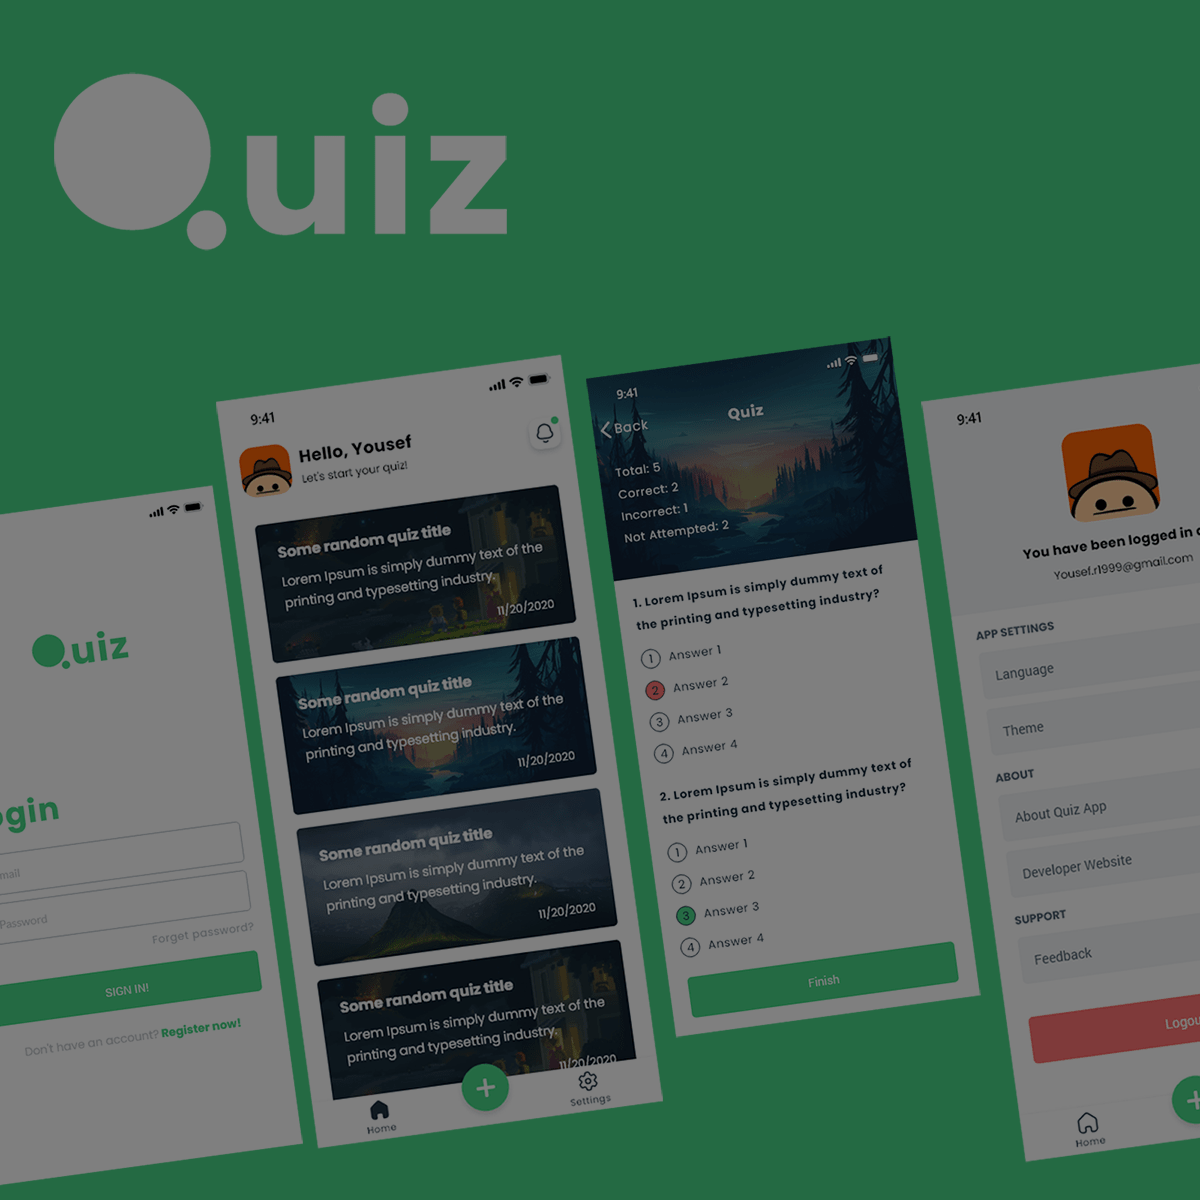 Quiz
Quiz
ogin
mail
Password
Forget password?
SIGN IN!
Don't have an account? Register now!
9:41
Hello, Yousef
Let's start your quiz!
Some random quiz title
Lorem Ipsum is simply dummy text of the
printing and typesetting industry.
11/20/2020
Some random quiz title
Lorem Ipsum is simply dummy text of the
printing and typesetting industry.
11/20/2020
Some random quiz title
Lorem Ipsum is simply dummy text of the
printing and typesetting industry.
11/20/2020
Some random quiz title
Lorem Ipsum is simply dummy text of the
printing and typesetting industry.
11/20/2020
Home
Settings
9:41
Back
Quiz
Total: 5
Correct: 2
Incorrect: 1
Not Attempted: 2
1. Lorem Ipsum is simply dummy text of
the printing and typesetting industry?
1 Answer 1
2 Answer 2
3 Answer 3
4 Answer 4
2. Lorem Ipsum is simply dummy text of
the printing and typesetting industry?
1 Answer 1
2 Answer 2
3 Answer 3
4 Answer 4
Finish
9:41
You have been logged in
Yousef.r1999@gmail.com
APP SETTINGS
Language
Theme
ABOUT
About Quiz App
Developer Website
SUPPORT
Feedback
Logou
Home